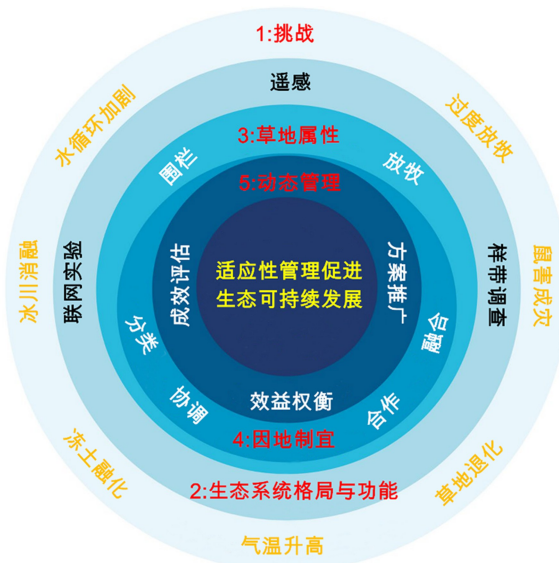 1:挑战
水循环加剧
过度放牧
冰川消融
鼠害成灾
冻土融化
草地退化
气温升高
遥感
联网实验
样带调查
2:生态系统格局与功能
3:草地属性
围栏
放牧
分类
融合
协调
合作
4:因地制宜
5:动态管理
成效评估
方案推广
效益权衡
适应性管理促进
生态可持续发展